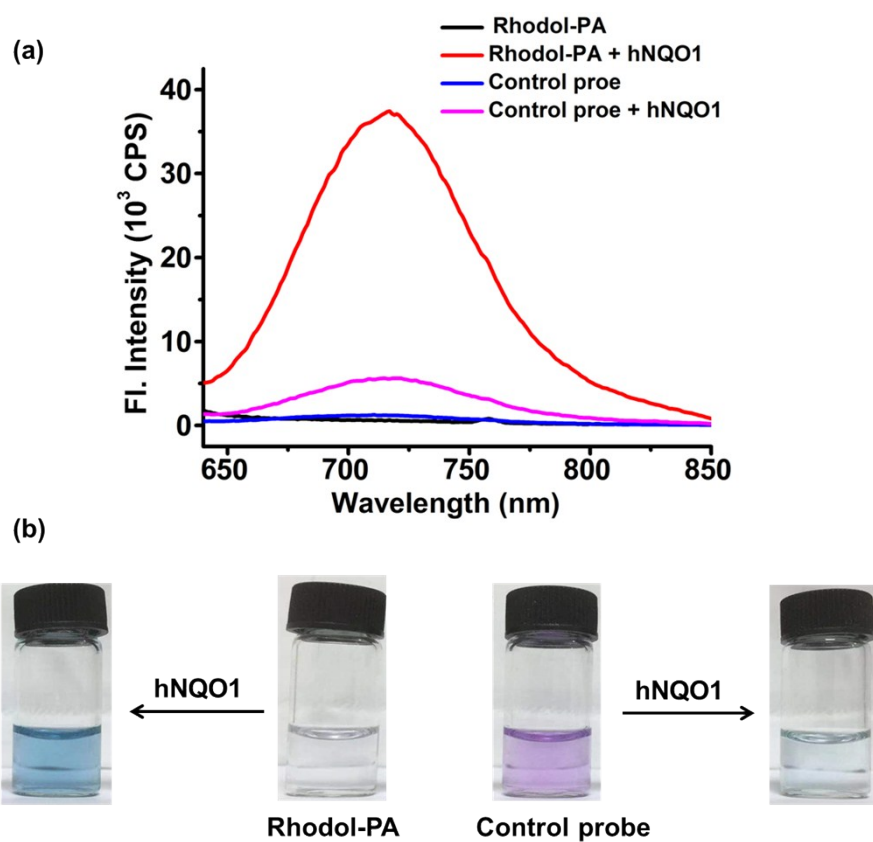 (a)
Rhodol-PA
Rhodol-PA + hNQO1
Control proe
Control proe + hNQO1
Fl. Intensity (10³ CPS)
40
30
20
10
0
650 700 750 800 850
Wavelength (nm)
(b)
hNQO1 hNQO1
Rhodol-PA Control probe